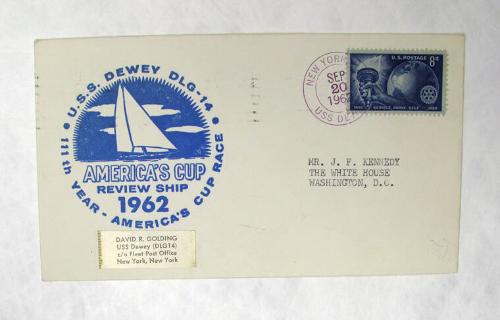 U.S.S. DEWEY DLG-14
111th YEAR - AMERICA'S CUP RACE
AMERICA'S CUP
REVIEW SHIP
1962
DAVID R. GOLDING
USS Dewey (DLG14)
c/o Fleet Post Office
New York, New York
NEW YORK
SEP
20
196
USS DE
U.S. POSTAGE 8¢
MR. J. F. KENNEDY
THE WHITE HOUSE
WASHINGTON, D.C.